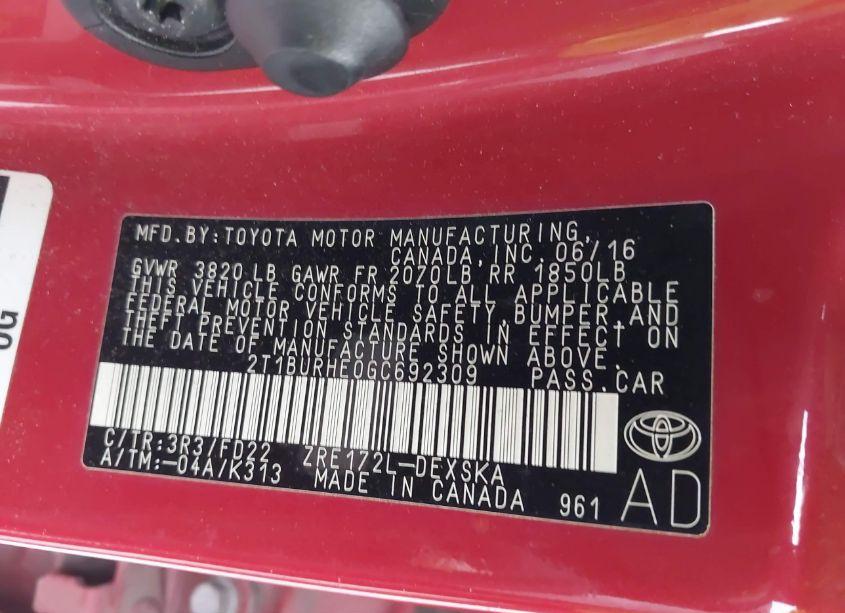 MFD.BY:TOYOTA MOTOR MANUFACTURING,
CANADA,INC. 06/16
GVWR 3820 LB GAWR FR 2070LB RR 1850LB
THIS VEHICLE CONFORMS TO ALL APPLICABLE
FEDERAL MOTOR VEHICLE SAFETY, BUMPER,AND
THEFT PREVENTION STANDARDS IN EFFECT ON
THE DATE OF MANUFACTURE SHOWN ABOVE.
2T1BURHE0GC692309 PASS.CAR
C/TR:3R3/FD22 ZRE172L-DEXSKA
A/TM:-04A/K313 MADE IN CANADA 961 AD
0G